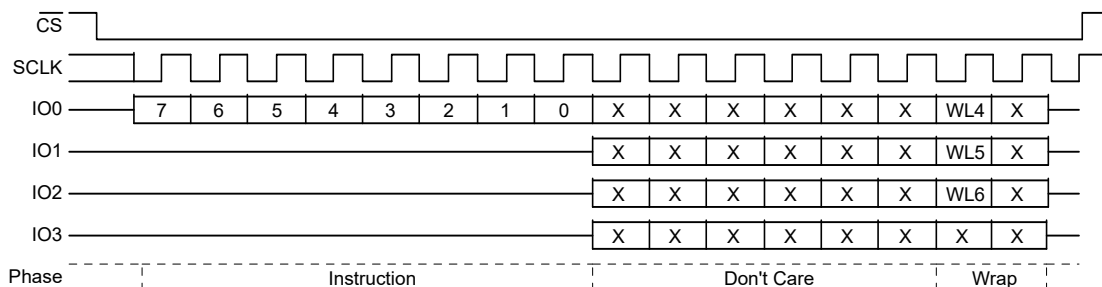 CS
SCLK
IO0 7 6 5 4 3 2 1 0 X X X X X X WL4 X
IO1 X X X X X X WL5 X
IO2 X X X X X X WL6 X
IO3 X X X X X X X X
Phase Instruction Don't Care Wrap